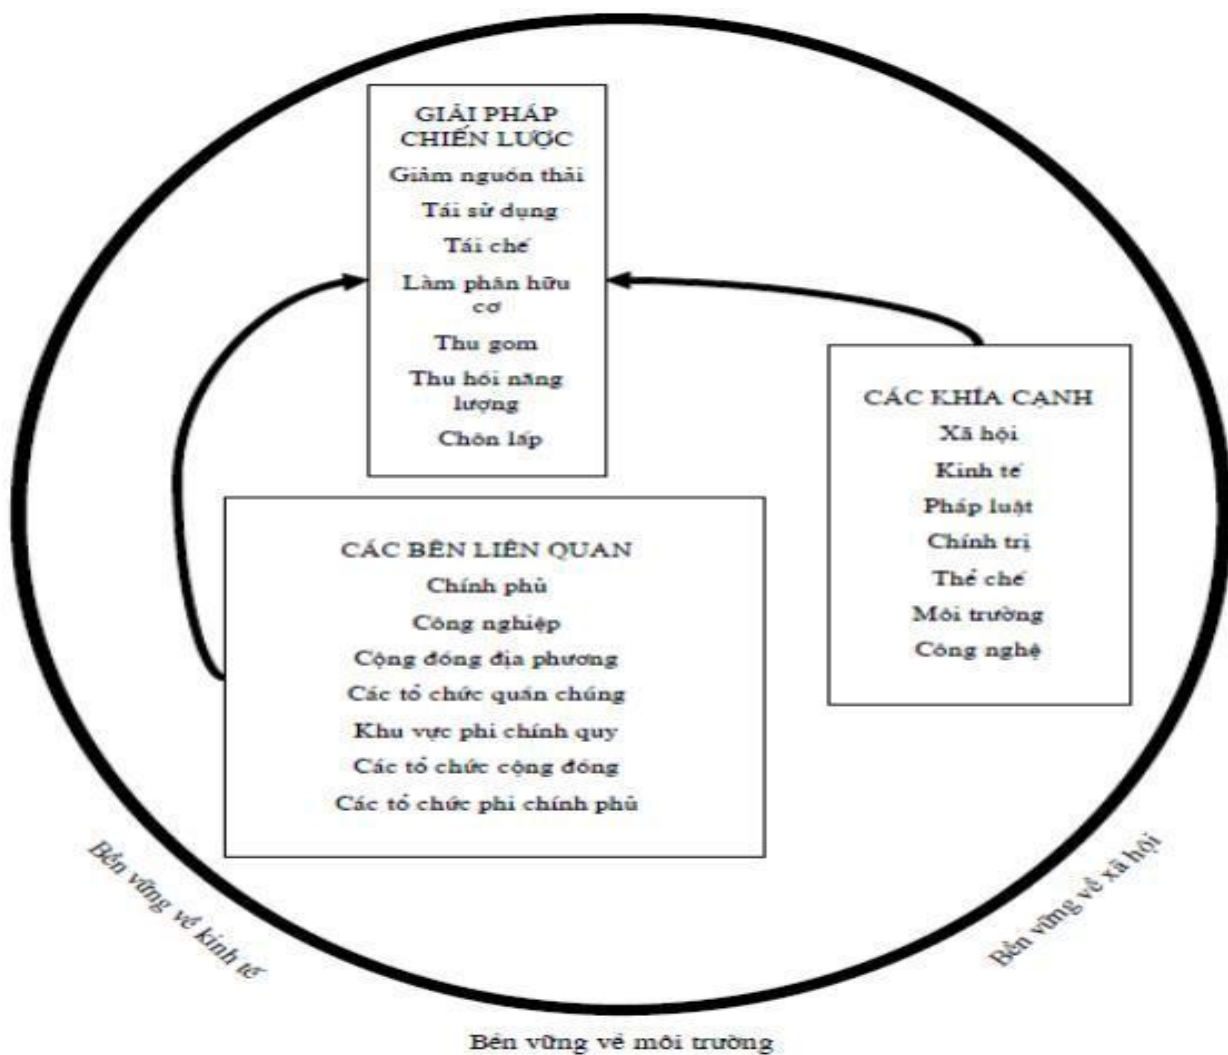 GIẢI PHÁP
CHIẾN LƯỢC
Giảm nguồn thải
Tái sử dụng
Tái chế
Làm phân hữu
cơ
Thu gom
Thu hồi năng
lượng
Chôn lấp
CÁC KHÍA CẠNH
Xã hội
Kinh tế
Pháp luật
Chính trị
Thể chế
Môi trường
Công nghệ
CÁC BÊN LIÊN QUAN
Chính phủ
Công nghiệp
Cộng đồng địa phương
Các tổ chức quần chúng
Khu vực phi chính quy
Các tổ chức cộng đồng
Các tổ chức phi chính phủ
Bền vững về kinh tế
Bền vững về xã hội
Bền vững về môi trường